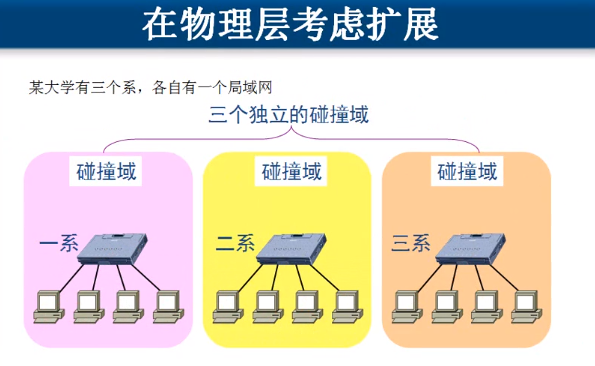 在物理层考虑扩展
某大学有三个系，各自有一个局域网
三个独立的碰撞域
碰撞域 碰撞域 碰撞域
一系 二系 三系